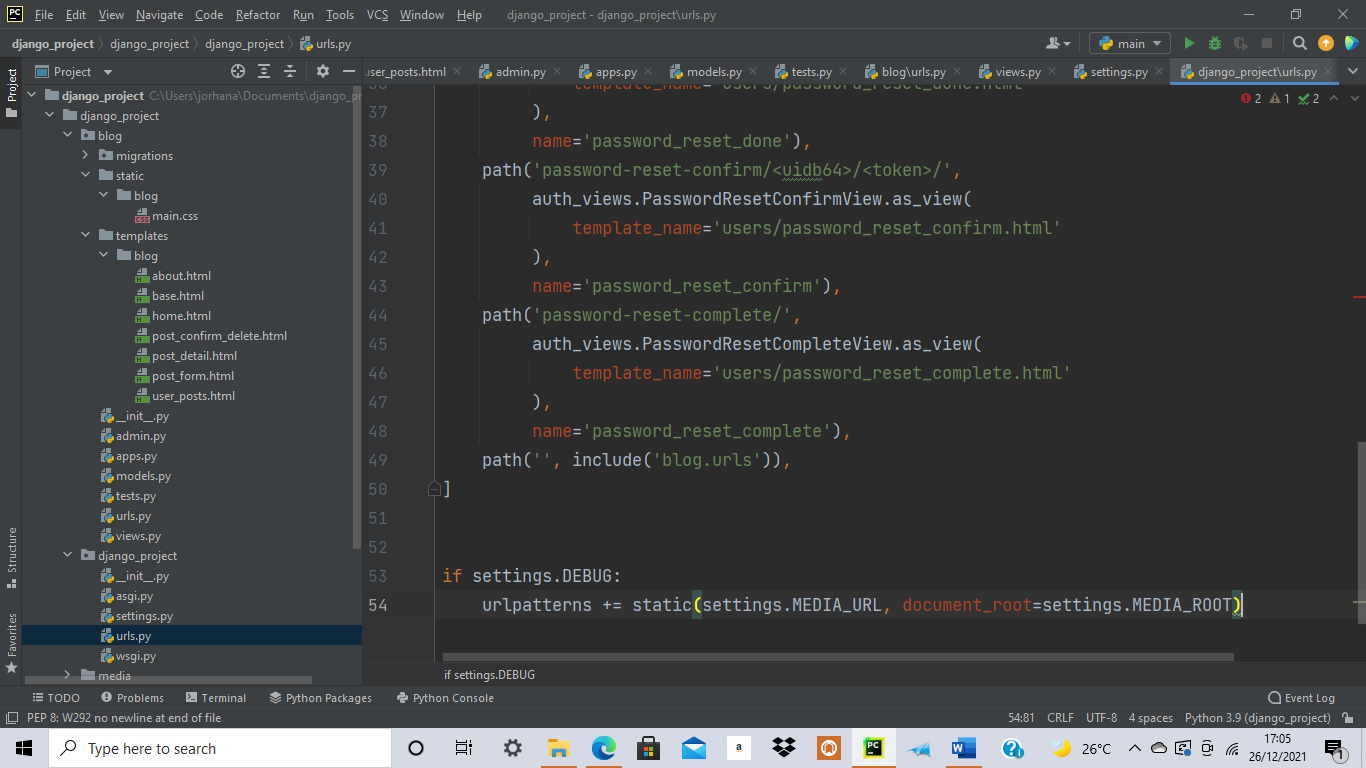 PC File Edit View Navigate Code Refactor Run Tools VCS Window Help django_project - django_project\urls.py
django_project django_project django_project urls.py main
Project user_posts.html admin.py apps.py models.py tests.py blog\urls.py views.py settings.py django_project\urls.py
Project
django_project C:\Users\jorhana\Documents\django_pr
django_project
blog
migrations
static
blog
main.css
templates
blog
about.html
base.html
home.html
post_confirm_delete.html
post_detail.html
post_form.html
user_posts.html
__init__.py
admin.py
apps.py
models.py
tests.py
urls.py
views.py
django_project
__init__.py
asgi.py
settings.py
urls.py
wsgi.py
media
Structure
Favorites
2 1 2
36 template_name='users/password_reset_done.html'
37 ),
38 name='password_reset_done'),
39 path('password-reset-confirm/<uidb64>/<token>/',
40 auth_views.PasswordResetConfirmView.as_view(
41 template_name='users/password_reset_confirm.html'
42 ),
43 name='password_reset_confirm'),
44 path('password-reset-complete/',
45 auth_views.PasswordResetCompleteView.as_view(
46 template_name='users/password_reset_complete.html'
47 ),
48 name='password_reset_complete'),
49 path('', include('blog.urls')),
50 ]
51
52
53 if settings.DEBUG:
54 urlpatterns += static(settings.MEDIA_URL, document_root=settings.MEDIA_ROOT)
if settings.DEBUG
TODO Problems Terminal Python Packages Python Console Event Log
PEP 8: W292 no newline at end of file 54:81 CRLF UTF-8 4 spaces Python 3.9 (django_project)
Type here to search a PC W 26°C 17:05
26/12/2021 1